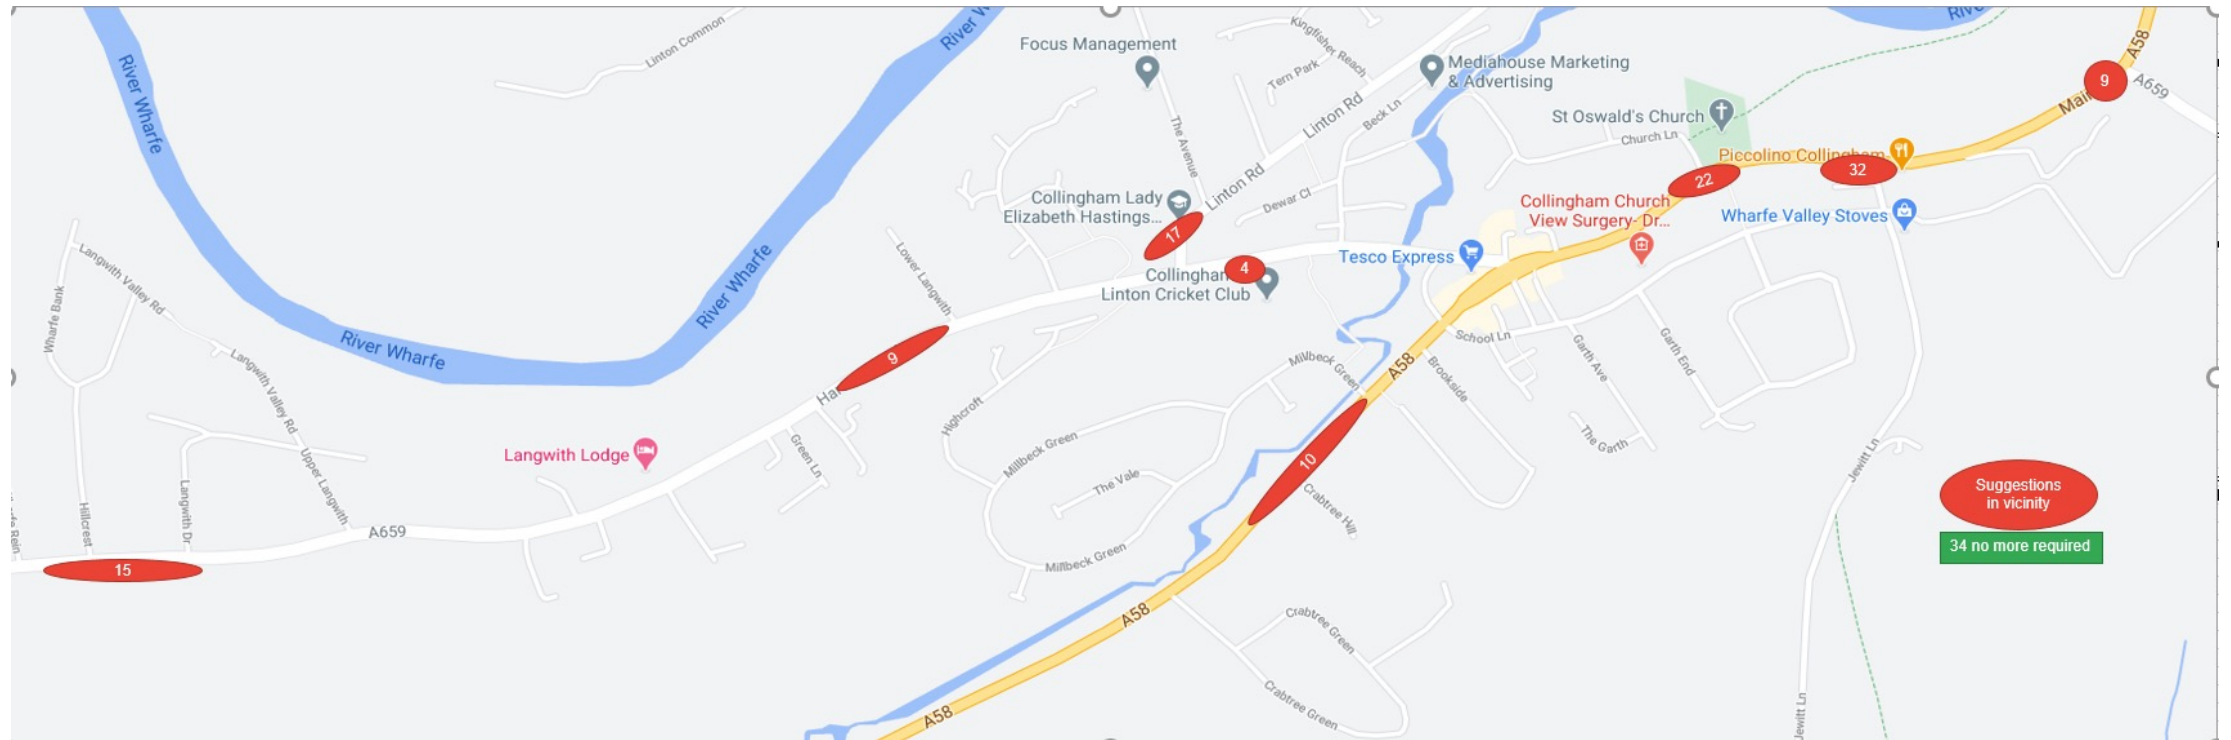 River Wharfe
Linton Common
River W
Focus Management
Kingfisher Reach
Tern Park
Mediahouse Marketing
& Advertising
Linton Rd
Beck Ln
The Avenue
St Oswald's Church
Church Ln
A58
9
A659
Main
Piccolino Collingham
32
22
Collingham Lady
Elizabeth Hastings...
Linton Rd
Dewar Cl
17
Collingham Church
View Surgery- Dr...
Wharfe Valley Stoves
Tesco Express
4
Collingham
Linton Cricket Club
Lower Langwith
Langwith Valley Rd
Wharfe Bank
River Wharfe
River Wharfe
9
Langwith Valley Rd
School Ln
Garth Ave
Garth End
Millbeck Green
A58
Brookside
Highcroft
Langwith Lodge
Green Ln
Millbeck Green
The Vale
10
The Garth
Jewitt Ln
Crabtree Hill
Suggestions
in vicinity
34 no more required
Upper Langwith
Langwith Dr
Hillcrest
Rein
A659
15
Millbeck Green
A58
Crabtree Green
Crabtree Green
A58
Jewitt Ln